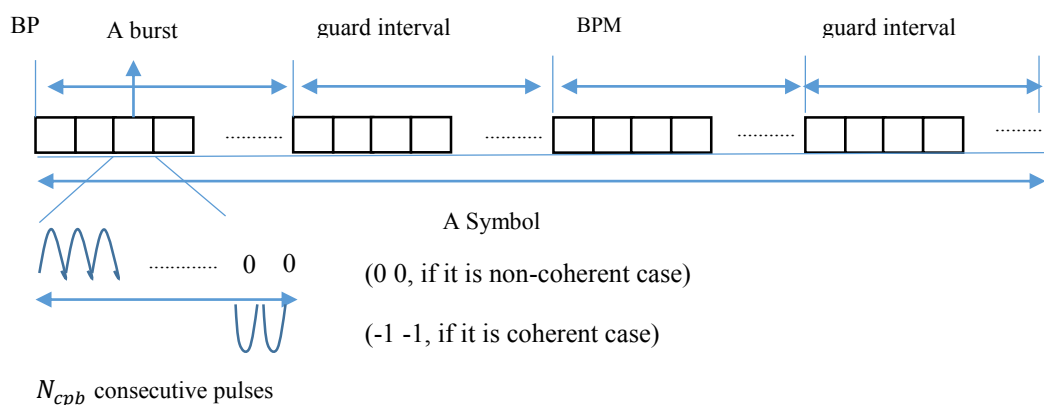 BP A burst guard interval BPM guard interval
A Symbol
............. 0 0 (0 0, if it is non-coherent case)
(-1 -1, if it is coherent case)
N_cpb consecutive pulses